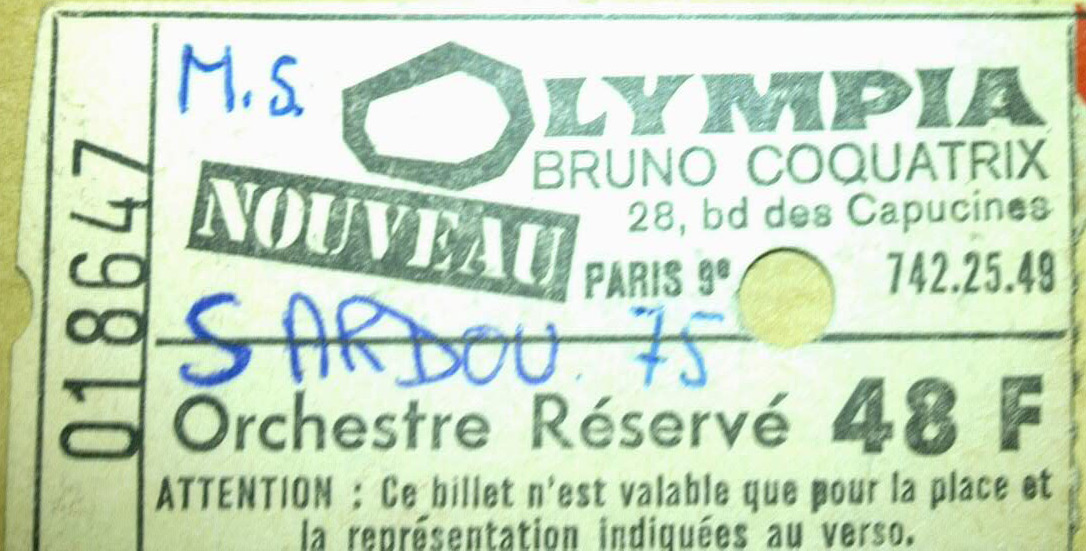 M.S.
OLYMPIA
BRUNO COQUATRIX
28, bd des Capucines
NOUVEAU
PARIS 9e 742.25.49
SARDOU. 75
Orchestre Réservé 48 F
ATTENTION : Ce billet n'est valable que pour la place et
la représentation indiquées au verso.
018647